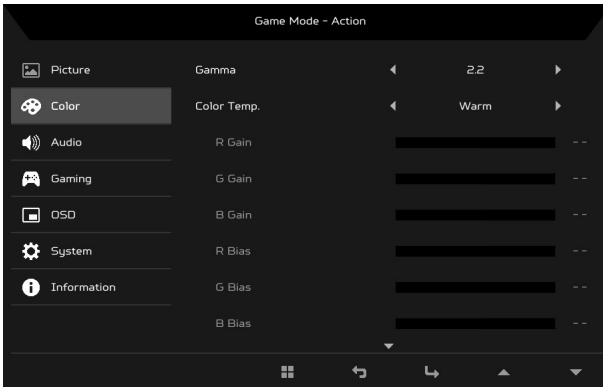 Game Mode - Action
Picture
Gamma 2.2
Color
Color Temp. Warm
Audio
R Gain --
Gaming
G Gain --
OSD
B Gain --
System
R Bias --
Information
G Bias --
B Bias --